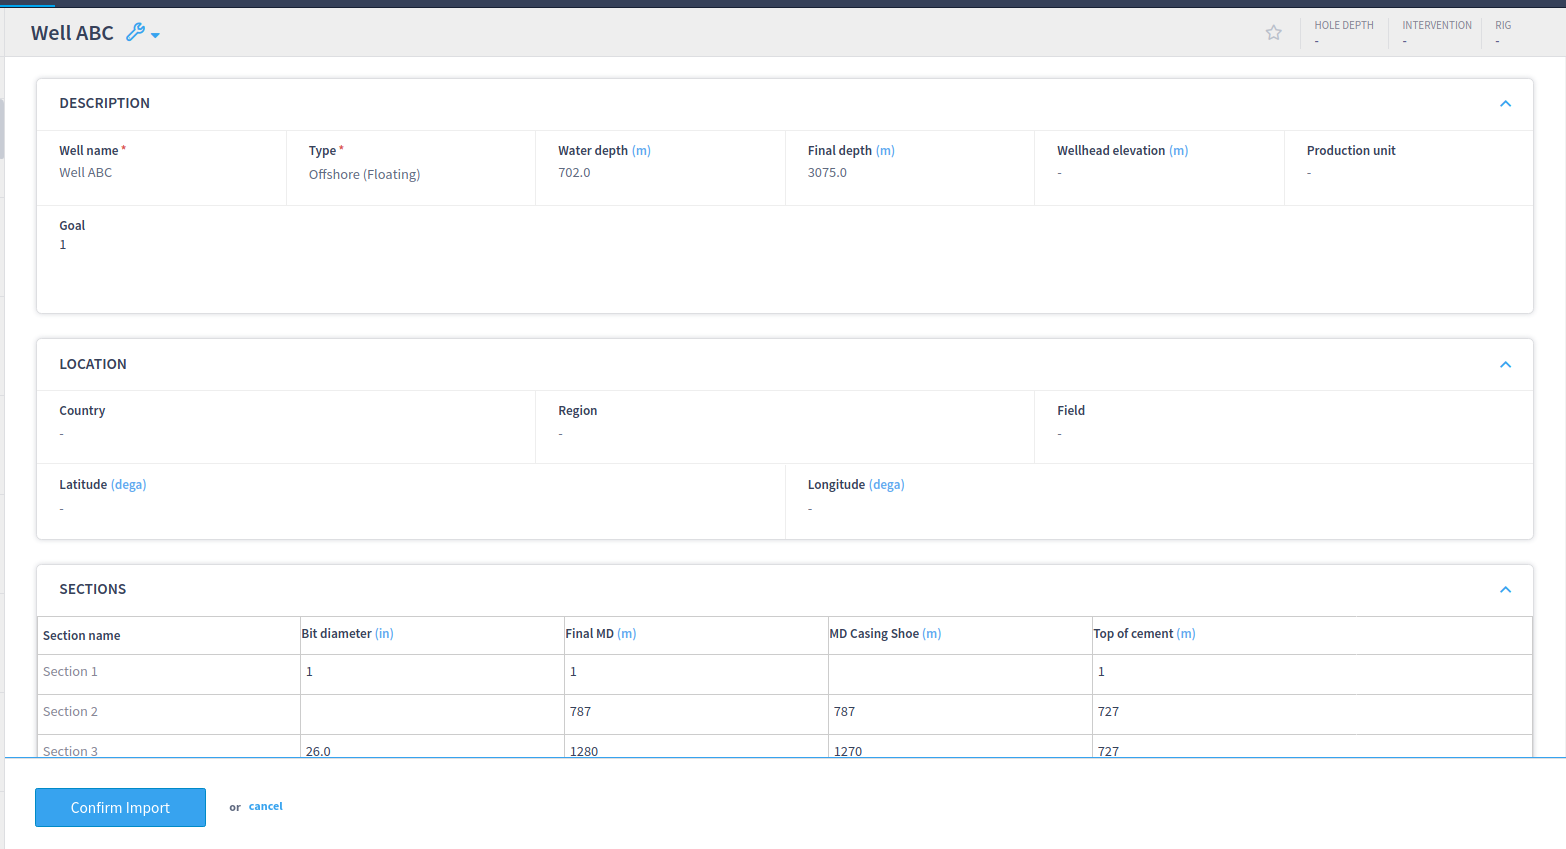 Well ABC
HOLE DEPTH INTERVENTION RIG
- - -
DESCRIPTION
Well name * Type * Water depth (m) Final depth (m) Wellhead elevation (m) Production unit
Well ABC Offshore (Floating) 702.0 3075.0 - -
Goal
1
LOCATION
Country Region Field
- - -
Latitude (dega) Longitude (dega)
- -
SECTIONS
Section name Bit diameter (in) Final MD (m) MD Casing Shoe (m) Top of cement (m)
Section 1 1 1 1
Section 2 787 787 727
Section 3 26.0 1280 1270 727
Confirm Import or cancel